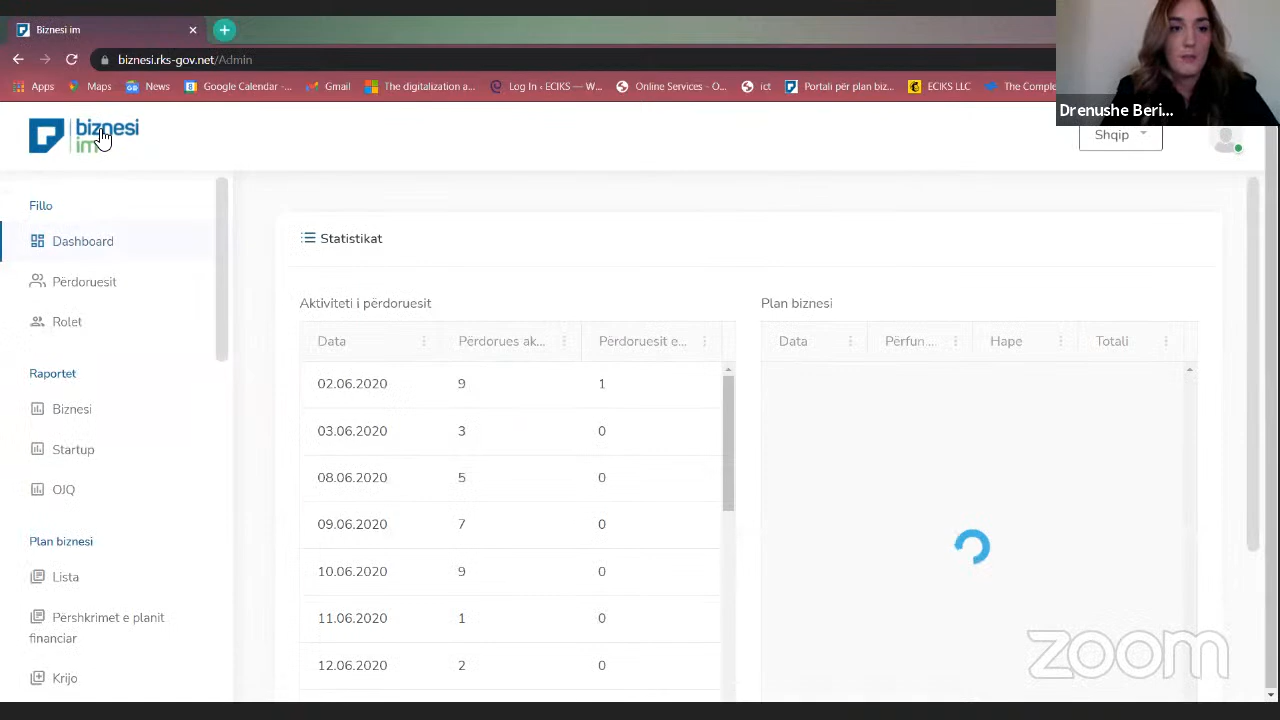 Biznesi im
biznesi.rks-gov.net/Admin
Apps Maps News Google Calendar -... Gmail The digitalization a... Log In ‹ ECIKS — W... Online Services - O... ict Portali për plan biz... ECIKS LLC The Comple
Drenushe Beri...
biznesi
im
Shqip
Fillo
Dashboard
Përdoruesit
Rolet
Raportet
Biznesi
Startup
OJQ
Plan biznesi
Lista
Përshkrimet e planit
financiar
Krijo
Statistikat
Aktiviteti i përdoruesit
Data Përdorues ak... Përdoruesit e...
02.06.2020 9 1
03.06.2020 3 0
08.06.2020 5 0
09.06.2020 7 0
10.06.2020 9 0
11.06.2020 1 0
12.06.2020 2 0
Plan biznesi
Data Përfun... Hape Totali
zoom